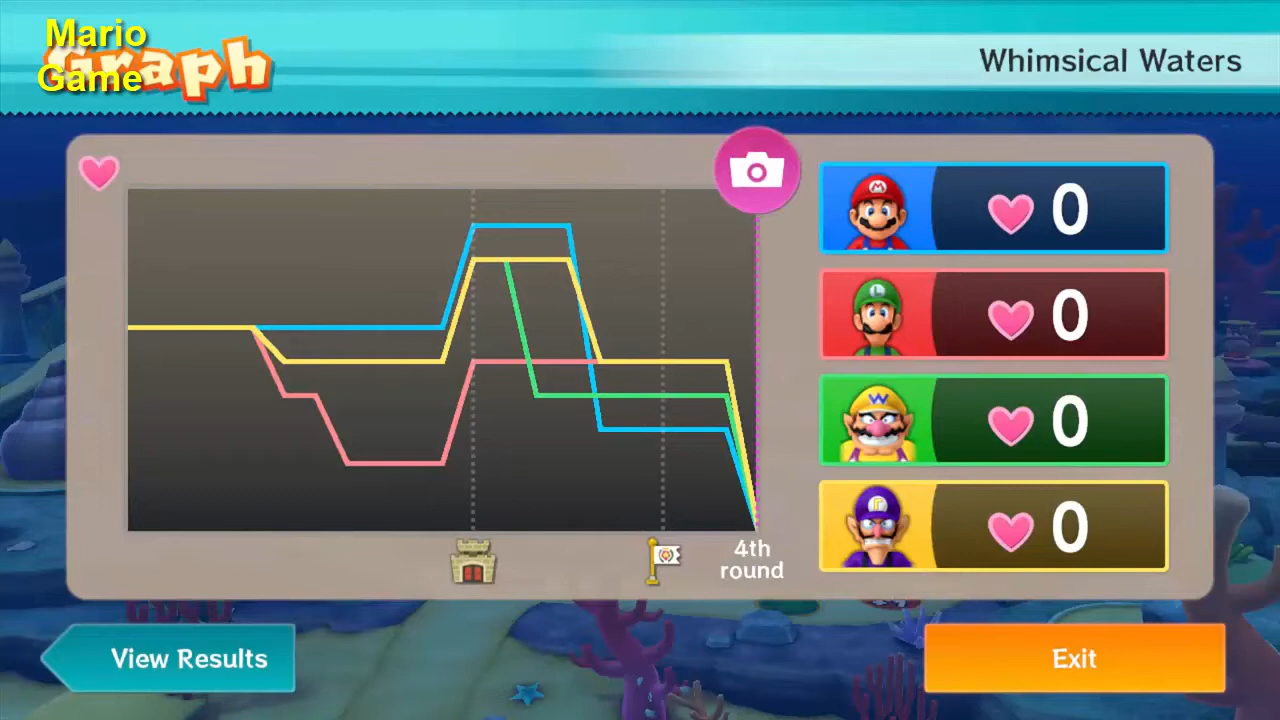 Mario
Game
Graph
Whimsical Waters
0
0
0
0
4th
round
View Results
Exit